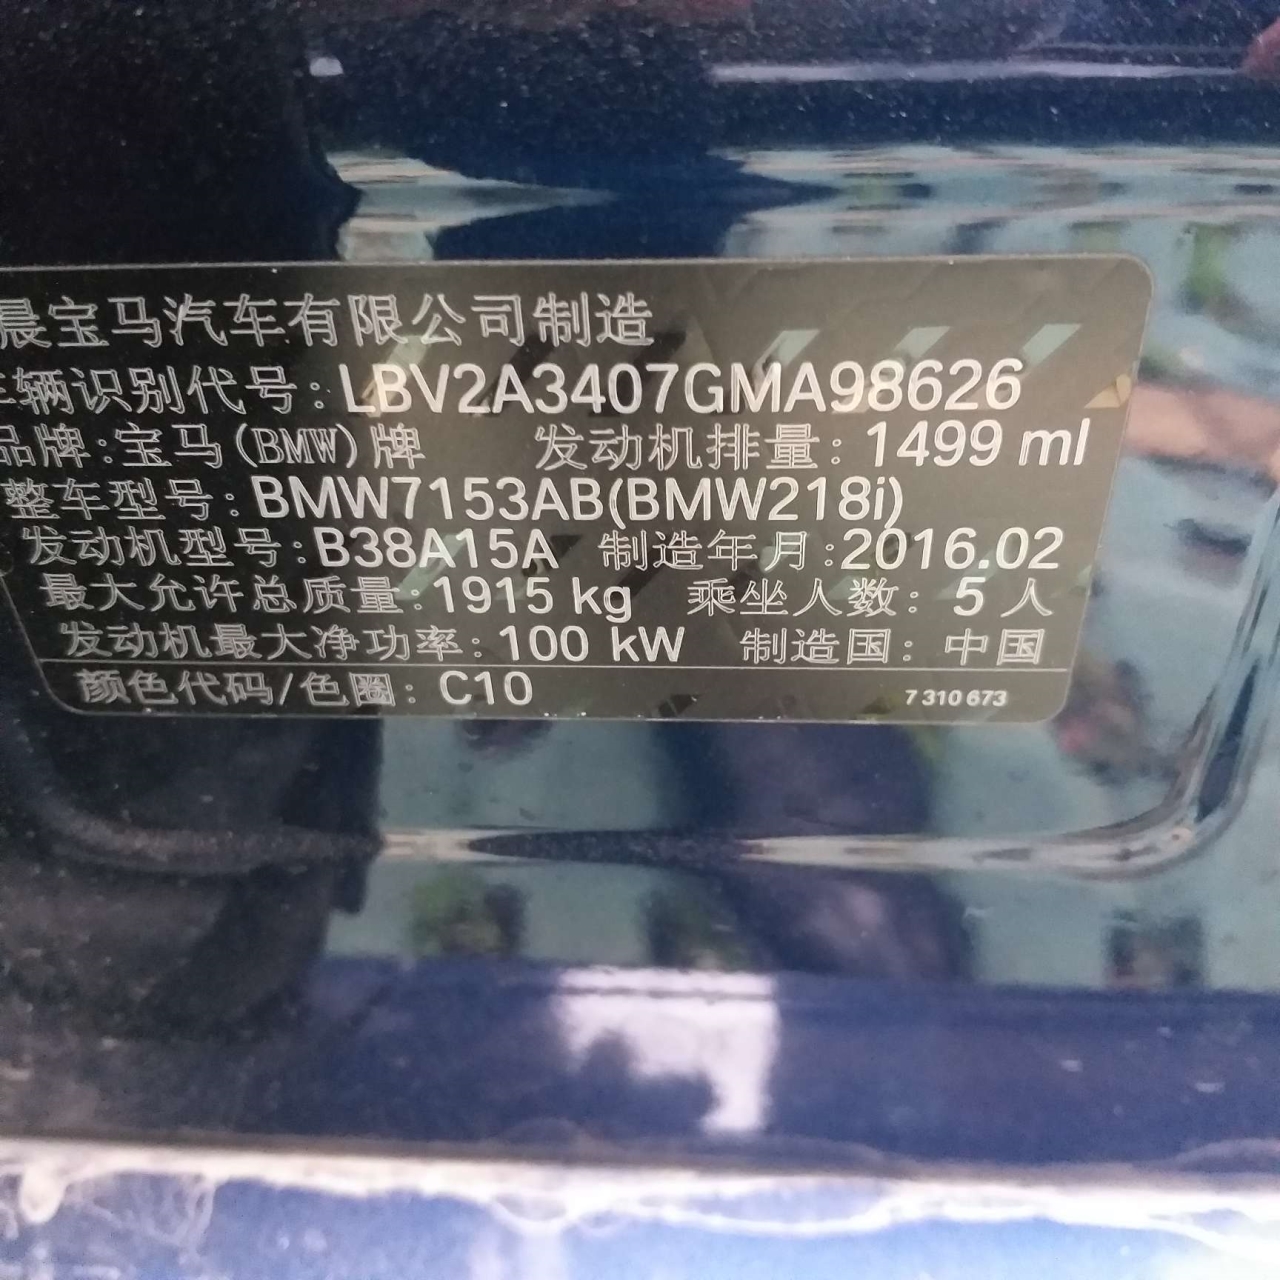 晨宝马汽车有限公司制造
车辆识别代号:LBV2A3407GMA98626
品牌:宝马(BMW)牌 发动机排量:1499 ml
整车型号:BMW7153AB(BMW218i)
发动机型号:B38A15A 制造年月:2016.02
最大允许总质量:1915 kg 乘坐人数:5人
发动机最大净功率:100 kW 制造国:中国
颜色代码/色圈:C10 7 310 673